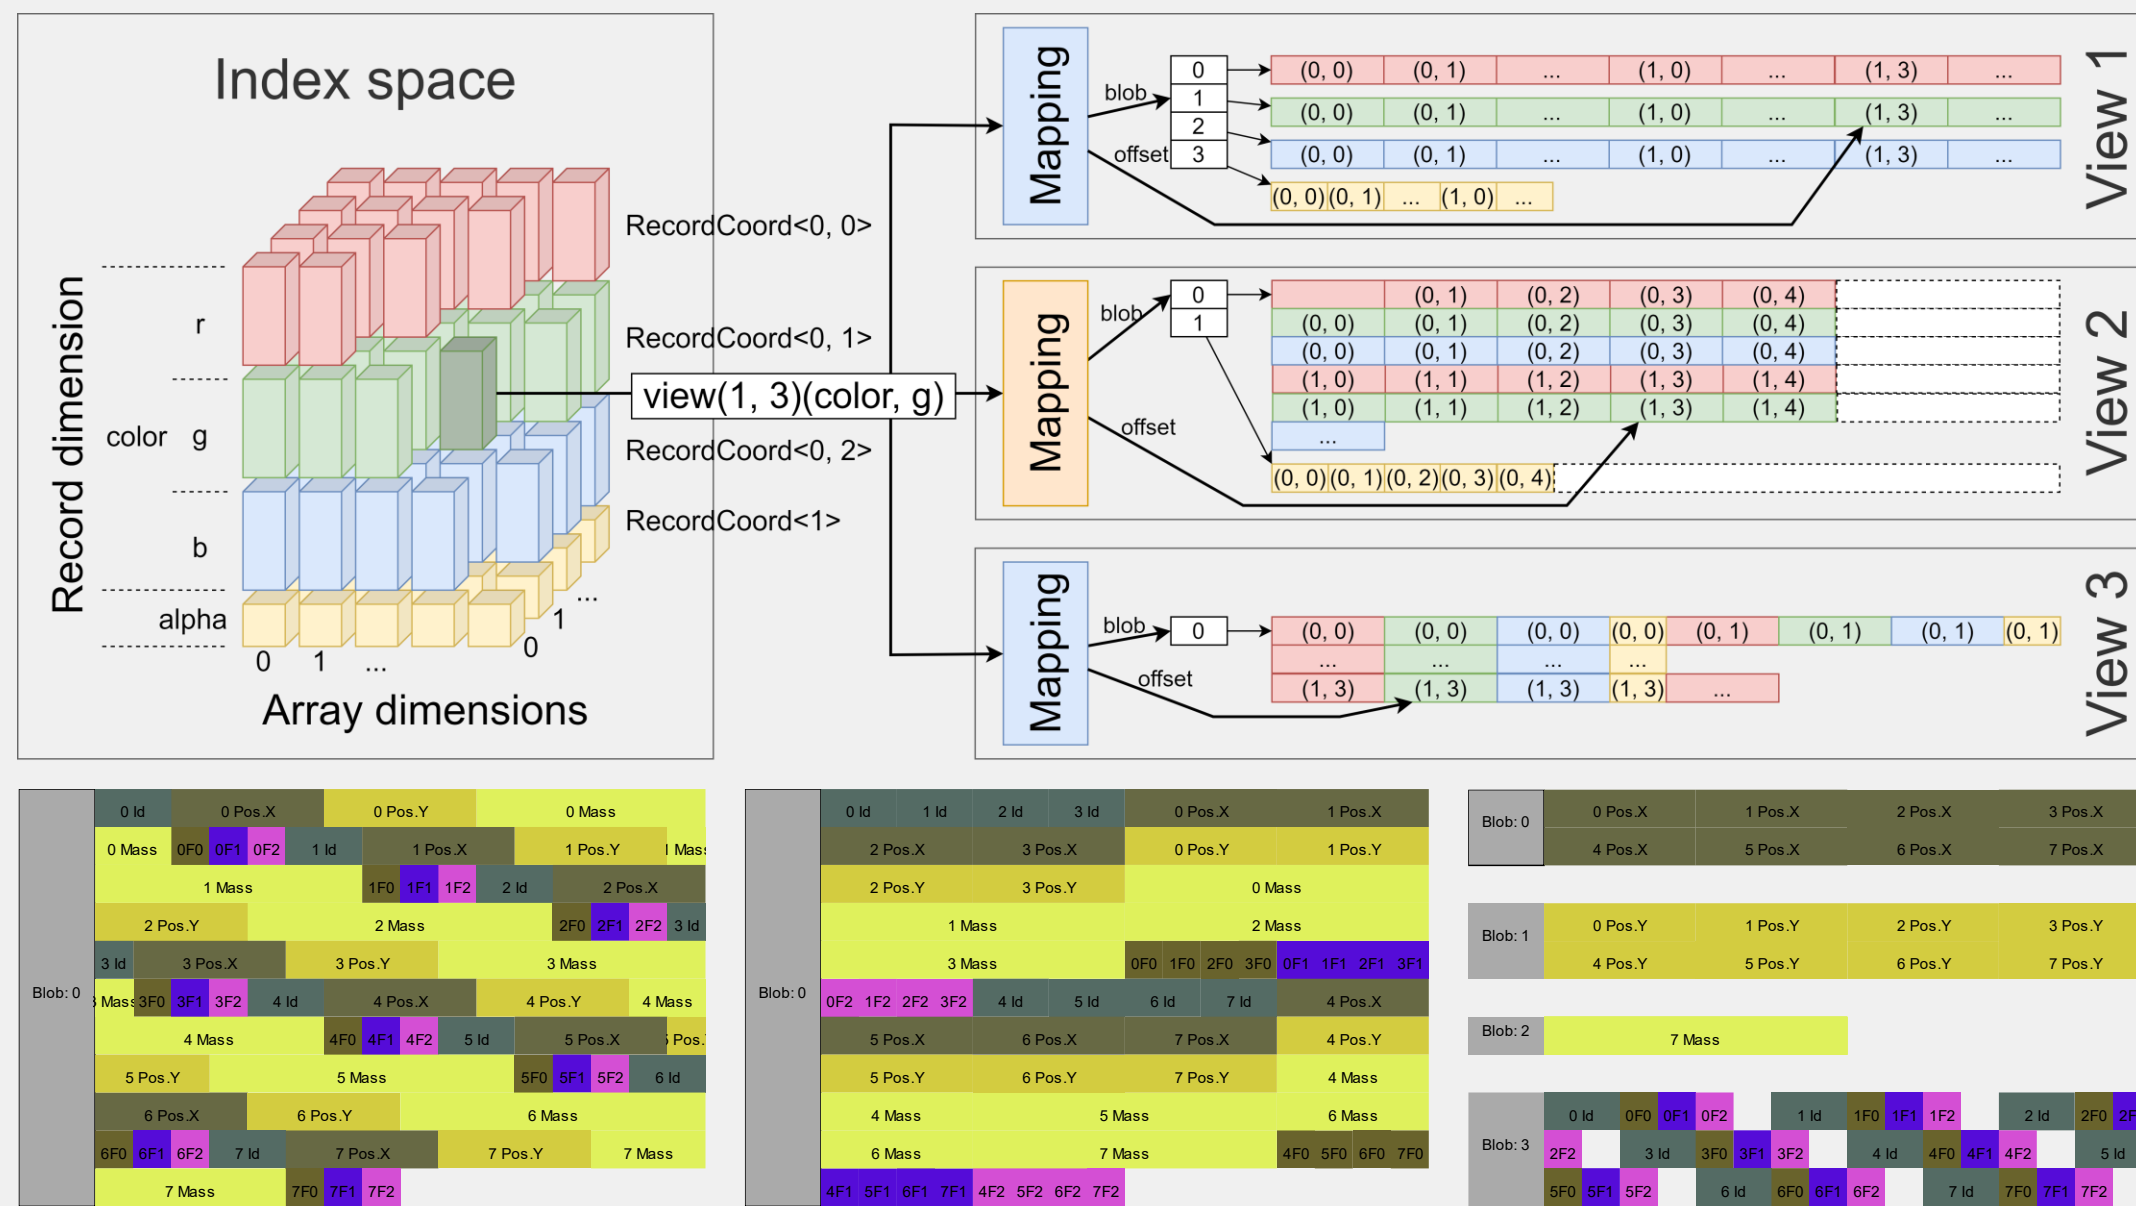 Index space
Record dimension
r
color
g
b
alpha
0
1
...
0
1
...
Array dimensions
RecordCoord<0, 0>
RecordCoord<0, 1>
view(1, 3)(color, g)
RecordCoord<0, 2>
RecordCoord<1>
View 1
Mapping
blob
offset
0 (0, 0) (0, 1) ... (1, 0) ... (1, 3) ...
1 (0, 0) (0, 1) ... (1, 0) ... (1, 3) ...
2 (0, 0) (0, 1) ... (1, 0) ... (1, 3) ...
3 (0, 0) (0, 1) ... (1, 0) ...
View 2
Mapping
blob
offset
0 (0, 1) (0, 2) (0, 3) (0, 4)
1 (0, 0) (0, 1) (0, 2) (0, 3) (0, 4)
(0, 0) (0, 1) (0, 2) (0, 3) (0, 4)
(1, 0) (1, 1) (1, 2) (1, 3) (1, 4)
(1, 0) (1, 1) (1, 2) (1, 3) (1, 4)
...
(0, 0) (0, 1) (0, 2) (0, 3) (0, 4)
View 3
Mapping
blob
offset
0 (0, 0) (0, 0) (0, 0) (0, 0) (0, 1) (0, 1) (0, 1) (0, 1)
... ... ... ...
(1, 3) (1, 3) (1, 3) (1, 3) ...
Blob: 0
0 Id 0 Pos.X 0 Pos.Y 0 Mass
0 Mass 0F0 0F1 0F2 1 Id 1 Pos.X 1 Pos.Y
1 Mass 1F0 1F1 1F2 2 Id 2 Pos.X
2 Pos.Y 2 Mass 2F0 2F1 2F2 3 Id
3 Id 3 Pos.X 3 Pos.Y 3 Mass
3F0 3F1 3F2 4 Id 4 Pos.X 4 Pos.Y 4 Mass
4 Mass 4F0 4F1 4F2 5 Id 5 Pos.X
5 Pos.Y 5 Mass 5F0 5F1 5F2 6 Id
6 Pos.X 6 Pos.Y 6 Mass
6F0 6F1 6F2 7 Id 7 Pos.X 7 Pos.Y 7 Mass
7 Mass 7F0 7F1 7F2
Blob: 0
0 Id 1 Id 2 Id 3 Id 0 Pos.X 1 Pos.X
2 Pos.X 3 Pos.X 0 Pos.Y 1 Pos.Y
2 Pos.Y 3 Pos.Y 0 Mass
1 Mass 2 Mass
3 Mass 0F0 1F0 2F0 3F0 0F1 1F1 2F1 3F1
0F2 1F2 2F2 3F2 4 Id 5 Id 6 Id 7 Id 4 Pos.X
5 Pos.X 6 Pos.X 7 Pos.X 4 Pos.Y
5 Pos.Y 6 Pos.Y 7 Pos.Y 4 Mass
4 Mass 5 Mass 6 Mass
6 Mass 7 Mass 4F0 5F0 6F0 7F0
4F1 5F1 6F1 7F1 4F2 5F2 6F2 7F2
Blob: 0
0 Pos.X 1 Pos.X 2 Pos.X 3 Pos.X
4 Pos.X 5 Pos.X 6 Pos.X 7 Pos.X
Blob: 1
0 Pos.Y 1 Pos.Y 2 Pos.Y 3 Pos.Y
4 Pos.Y 5 Pos.Y 6 Pos.Y 7 Pos.Y
Blob: 2
7 Mass
Blob: 3
0 Id 0F0 0F1 0F2 1 Id 1F0 1F1 1F2 2 Id 2F0
2F2 3 Id 3F0 3F1 3F2 4 Id 4F0 4F1 4F2 5 Id
5F0 5F1 5F2 6 Id 6F0 6F1 6F2 7 Id 7F0 7F1 7F2